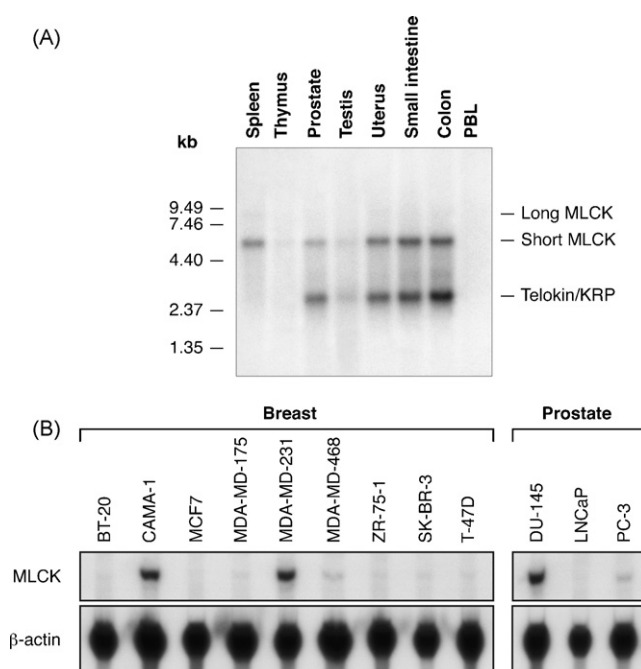 (A)
Spleen
Thymus
Prostate
Testis
Uterus
Small intestine
Colon
PBL
kb
9.49 –
7.46 –
4.40 –
2.37 –
1.35 –
– Long MLCK
– Short MLCK
– Telokin/KRP
(B)
Breast
Prostate
BT-20
CAMA-1
MCF7
MDA-MD-175
MDA-MD-231
MDA-MD-468
ZR-75-1
SK-BR-3
T-47D
DU-145
LNCaP
PC-3
MLCK
β-actin